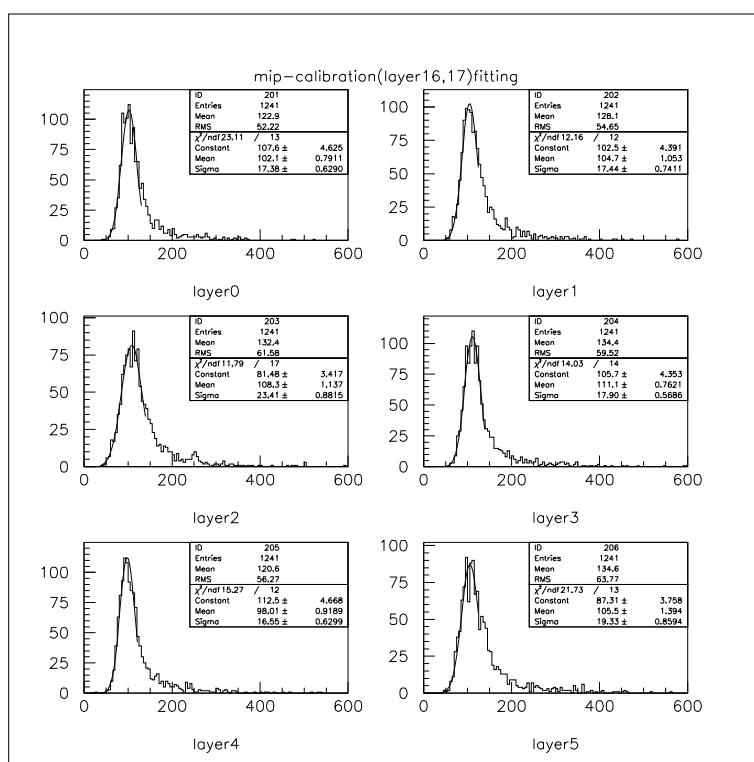 mip-calibration(layer16,17)fitting
ID 201
Entries 1241
Mean 122.9
RMS 52.22
χ²/ndf 23.11 / 13
Constant 107.6 ± 4.625
Mean 102.1 ± 0.7911
Sigma 17.38 ± 0.6290
100
75
50
25
0
0 200 400 600
layer0
ID 202
Entries 1241
Mean 128.1
RMS 54.65
χ²/ndf 12.16 / 12
Constant 102.5 ± 4.391
Mean 104.7 ± 1.053
Sigma 17.44 ± 0.7411
100
75
50
25
0
0 200 400 600
layer1
ID 203
Entries 1241
Mean 132.4
RMS 61.58
χ²/ndf 11.79 / 17
Constant 81.48 ± 3.417
Mean 108.3 ± 1.137
Sigma 23.41 ± 0.8815
100
75
50
25
0
0 200 400 600
layer2
ID 204
Entries 1241
Mean 134.4
RMS 59.52
χ²/ndf 14.03 / 14
Constant 105.7 ± 4.353
Mean 111.1 ± 0.7621
Sigma 17.90 ± 0.5686
100
75
50
25
0
0 200 400 600
layer3
ID 205
Entries 1241
Mean 120.6
RMS 56.27
χ²/ndf 15.27 / 12
Constant 112.5 ± 4.668
Mean 98.01 ± 0.9189
Sigma 16.55 ± 0.6299
100
75
50
25
0
0 200 400 600
layer4
ID 206
Entries 1241
Mean 134.6
RMS 63.77
χ²/ndf 21.73 / 13
Constant 87.31 ± 3.758
Mean 105.5 ± 1.394
Sigma 19.33 ± 0.8594
100
75
50
25
0
0 200 400 600
layer5